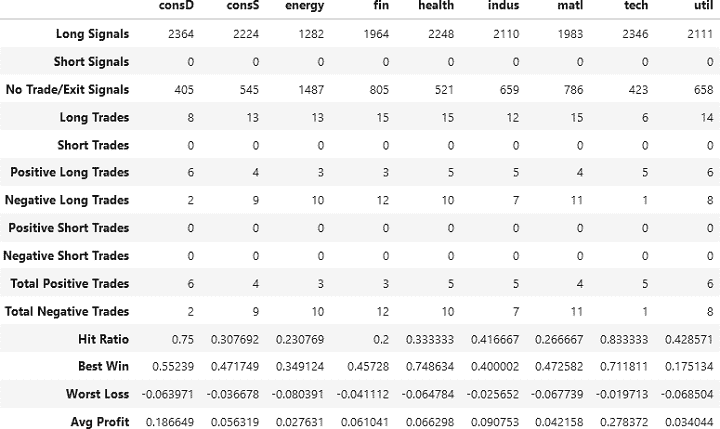 consD consS energy fin health indus matl tech util
Long Signals 2364 2224 1282 1964 2248 2110 1983 2346 2111
Short Signals 0 0 0 0 0 0 0 0 0
No Trade/Exit Signals 405 545 1487 805 521 659 786 423 658
Long Trades 8 13 13 15 15 12 15 6 14
Short Trades 0 0 0 0 0 0 0 0 0
Positive Long Trades 6 4 3 3 5 5 4 5 6
Negative Long Trades 2 9 10 12 10 7 11 1 8
Positive Short Trades 0 0 0 0 0 0 0 0 0
Negative Short Trades 0 0 0 0 0 0 0 0 0
Total Positive Trades 6 4 3 3 5 5 4 5 6
Total Negative Trades 2 9 10 12 10 7 11 1 8
Hit Ratio 0.75 0.307692 0.230769 0.2 0.333333 0.416667 0.266667 0.833333 0.428571
Best Win 0.55239 0.471749 0.349124 0.45728 0.748634 0.400002 0.472582 0.711811 0.175134
Worst Loss -0.063971 -0.036678 -0.080391 -0.041112 -0.064784 -0.025652 -0.067739 -0.019713 -0.068504
Avg Profit 0.186649 0.056319 0.027631 0.061041 0.066298 0.090753 0.042158 0.278372 0.034044